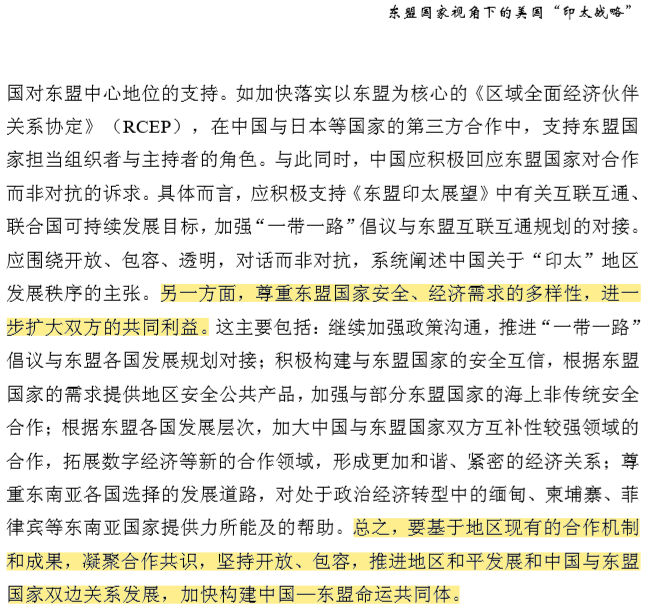 东盟国家视角下的美国“印太战略”
国对东盟中心地位的支持。如加快落实以东盟为核心的《区域全面经济伙伴
关系协定》（RCEP），在中国与日本等国家的第三方合作中，支持东盟国
家担当组织者与主持者的角色。与此同时，中国应积极回应东盟国家对合作
而非对抗的诉求。具体而言，应积极支持《东盟印太展望》中有关互联互通、
联合国可持续发展目标，加强“一带一路”倡议与东盟互联互通规划的对接。
应围绕开放、包容、透明，对话而非对抗，系统阐述中国关于“印太”地区
发展秩序的主张。另一方面，尊重东盟国家安全、经济需求的多样性，进一
步扩大双方的共同利益。这主要包括：继续加强政策沟通，推进“一带一路”
倡议与东盟各国发展规划对接；积极构建与东盟国家的安全互信，根据东盟
国家的需求提供地区安全公共产品，加强与部分东盟国家的海上非传统安全
合作；根据东盟各国发展层次，加大中国与东盟国家双方互补性较强领域的
合作，拓展数字经济等新的合作领域，形成更加和谐、紧密的经济关系；尊
重东南亚各国选择的发展道路，对处于政治经济转型中的缅甸、柬埔寨、菲
律宾等东南亚国家提供力所能及的帮助。总之，要基于地区现有的合作机制
和成果，凝聚合作共识，坚持开放、包容，推进地区和平发展和中国与东盟
国家双边关系发展，加快构建中国—东盟命运共同体。